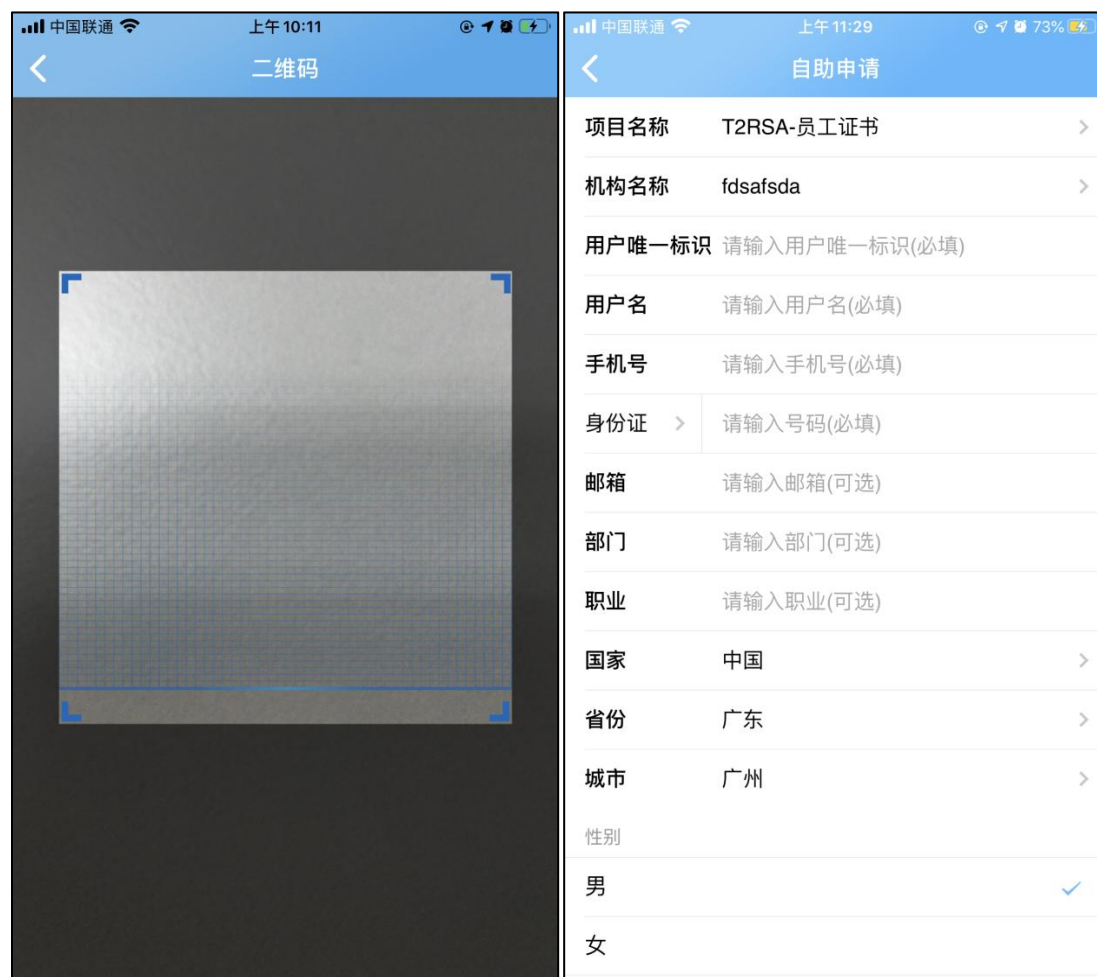 中国联通
上午 10:11
二维码
中国联通
上午 11:29
73%
自助申请
项目名称 T2RSA-员工证书
机构名称 fdsafsda
用户唯一标识 请输入用户唯一标识(必填)
用户名 请输入用户名(必填)
手机号 请输入手机号(必填)
身份证 请输入号码(必填)
邮箱 请输入邮箱(可选)
部门 请输入部门(可选)
职业 请输入职业(可选)
国家 中国
省份 广东
城市 广州
性别
男
女